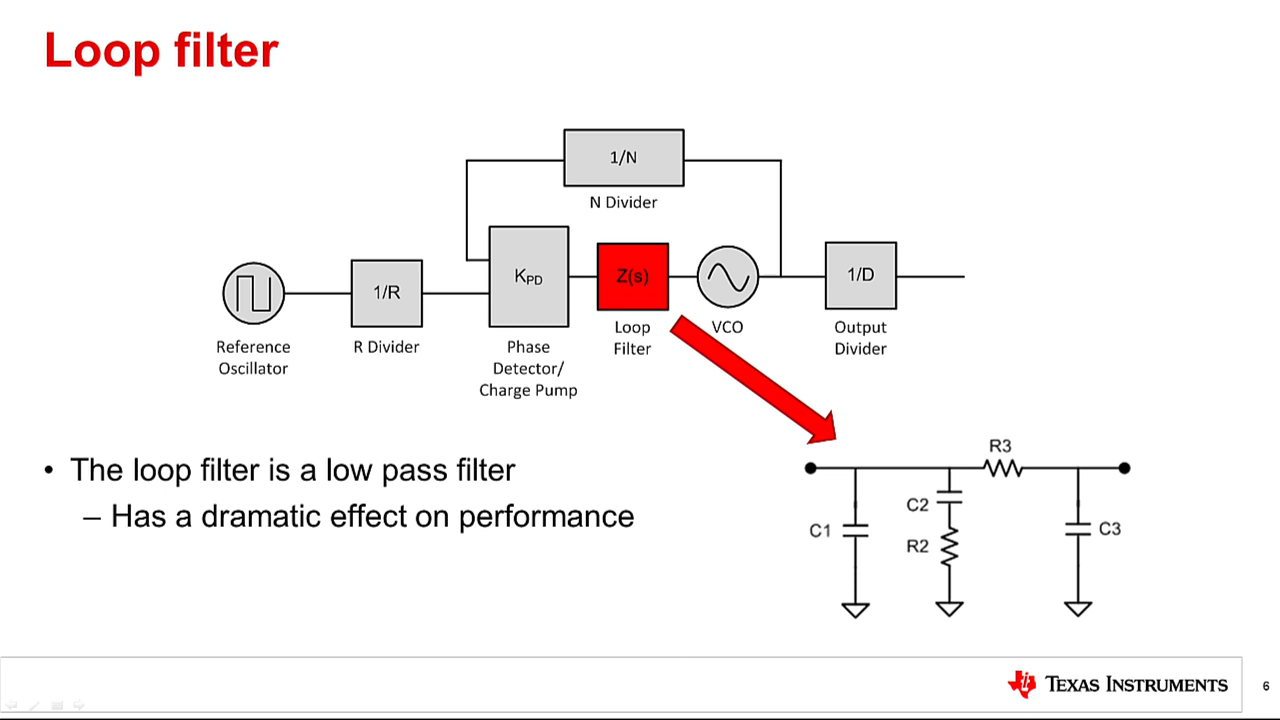 Loop filter
1/N
N Divider
1/R
KPD
Z(s)
1/D
Reference
Oscillator
R Divider
Phase
Detector/
Charge Pump
Loop
Filter
VCO
Output
Divider
• The loop filter is a low pass filter
– Has a dramatic effect on performance
R3
C2
C1
R2
C3
TEXAS INSTRUMENTS
6